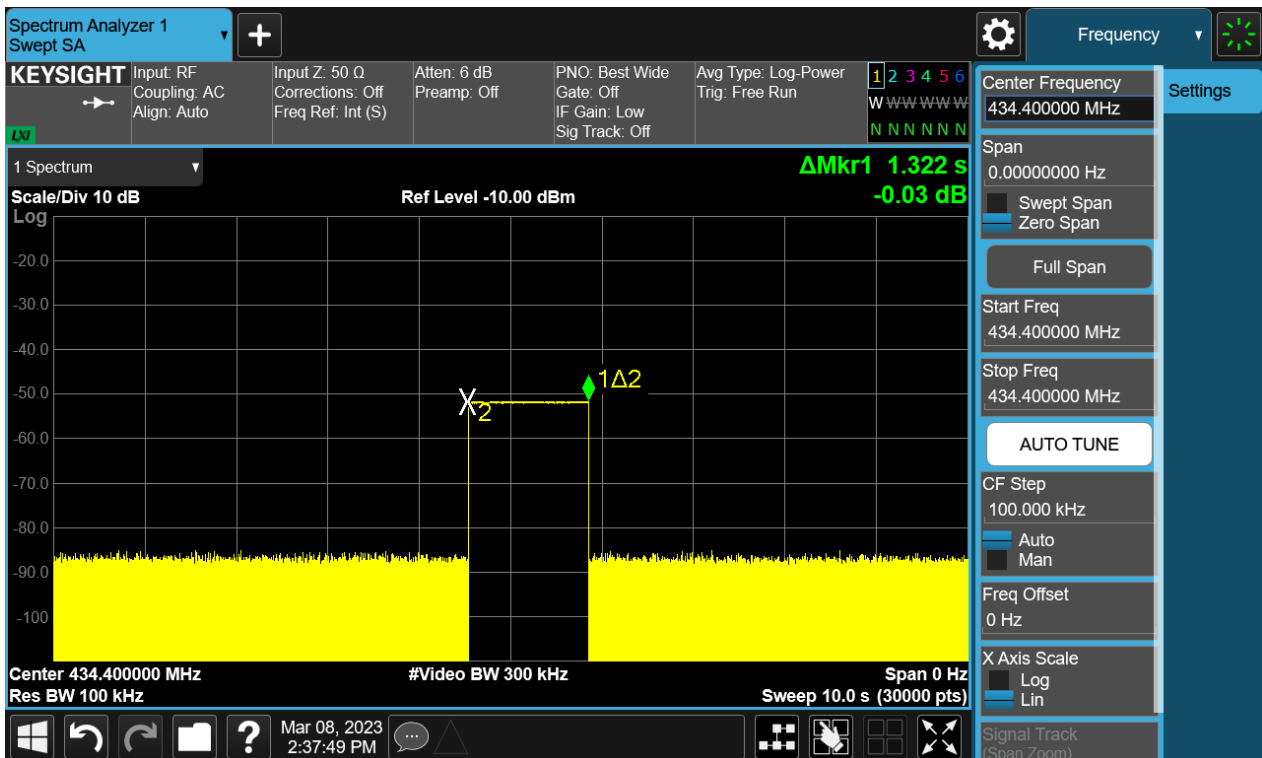 Spectrum Analyzer 1
Swept SA
+
Frequency
KEYSIGHT
LXI
Input: RF
Coupling: AC
Align: Auto
Input Z: 50 Ω
Corrections: Off
Freq Ref: Int (S)
Atten: 6 dB
Preamp: Off
PNO: Best Wide
Gate: Off
IF Gain: Low
Sig Track: Off
Avg Type: Log-Power
Trig: Free Run
1 2 3 4 5 6
W W W W W W
N N N N N N
1 Spectrum
ΔMkr1 1.322 s
-0.03 dB
Scale/Div 10 dB
Ref Level -10.00 dBm
Log
-20.0
-30.0
-40.0
-50.0
-60.0
-70.0
-80.0
-90.0
-100
2
1Δ2
Center 434.400000 MHz
#Video BW 300 kHz
Span 0 Hz
Res BW 100 kHz
Sweep 10.0 s (30000 pts)
Mar 08, 2023
2:37:49 PM
?
Center Frequency
434.400000 MHz
Settings
Span
0.00000000 Hz
Swept Span
Zero Span
Full Span
Start Freq
434.400000 MHz
Stop Freq
434.400000 MHz
AUTO TUNE
CF Step
100.000 kHz
Auto
Man
Freq Offset
0 Hz
X Axis Scale
Log
Lin
Signal Track
(Span Zoom)